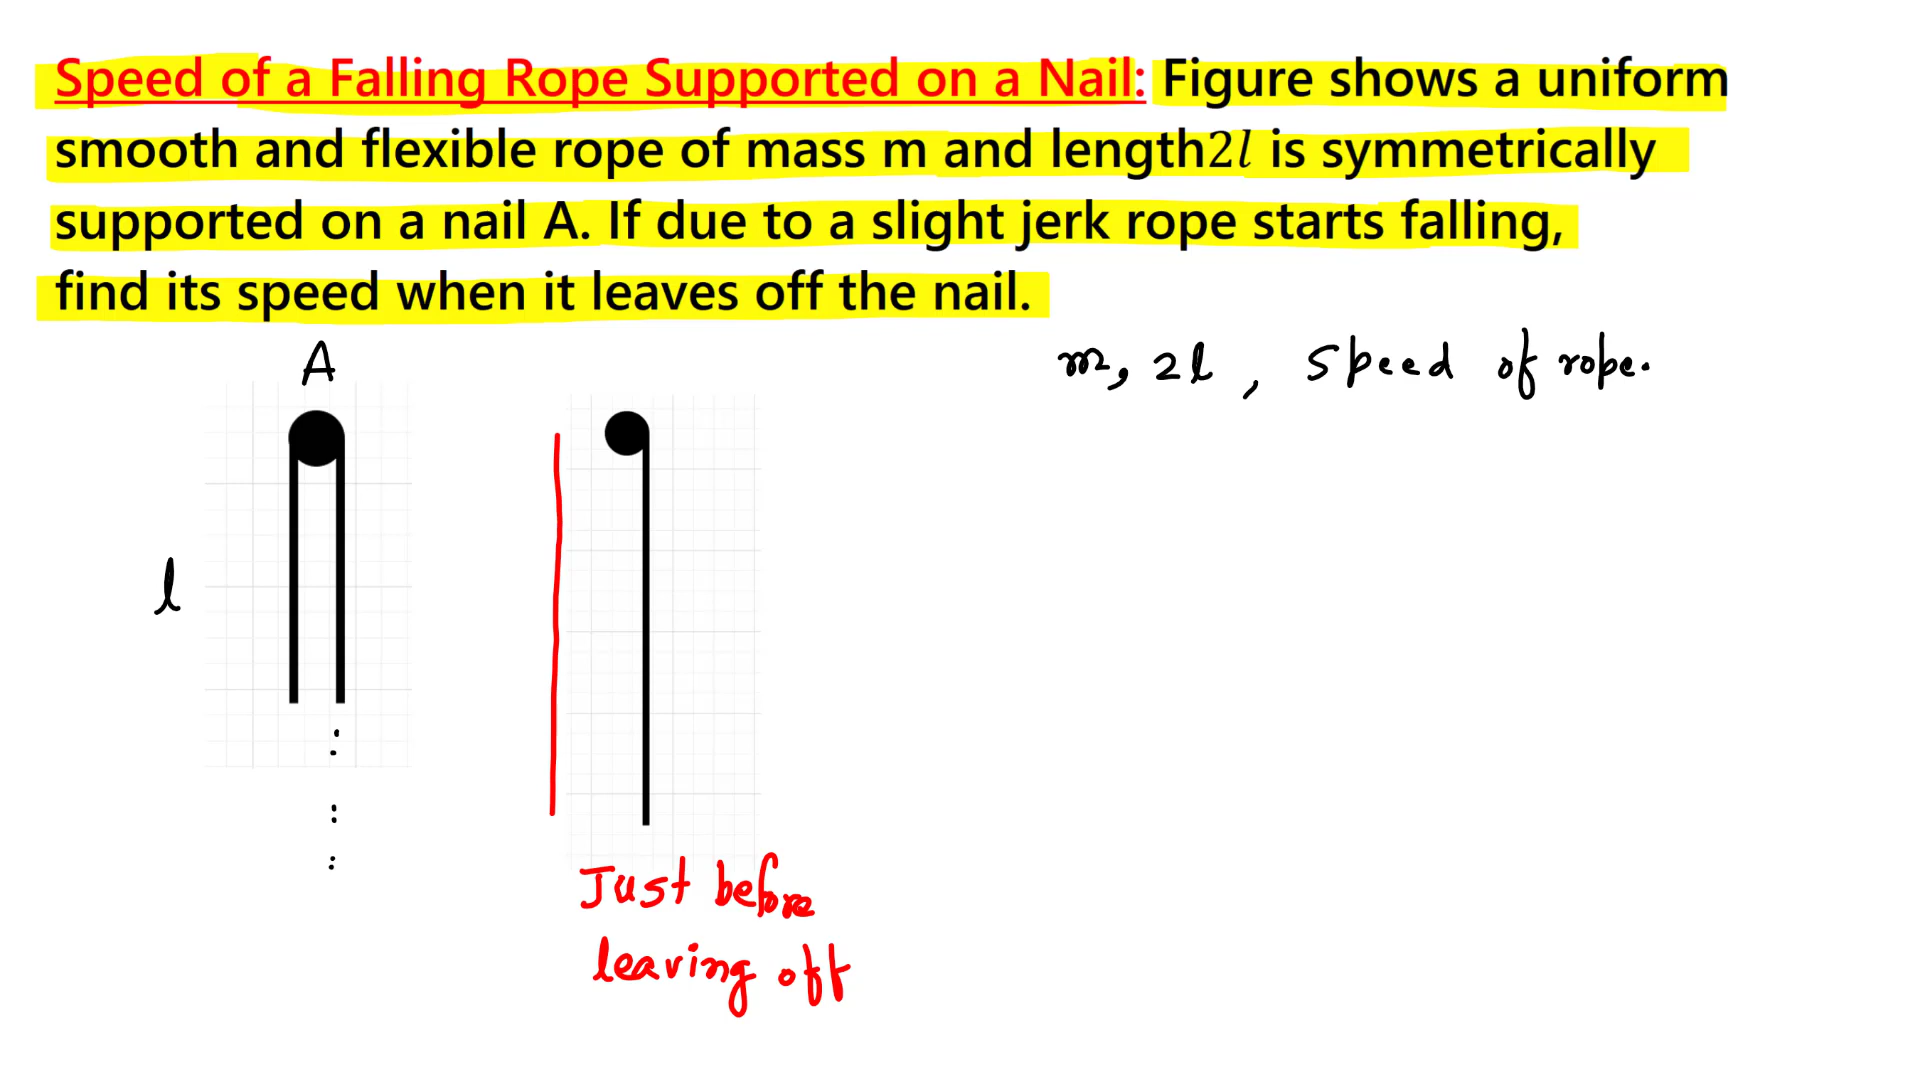 Speed of a Falling Rope Supported on a Nail: Figure shows a uniform
smooth and flexible rope of mass m and length2l is symmetrically
supported on a nail A. If due to a slight jerk rope starts falling,
find its speed when it leaves off the nail.
A
m, 2l, Speed of rope.
l
Just before
leaving off